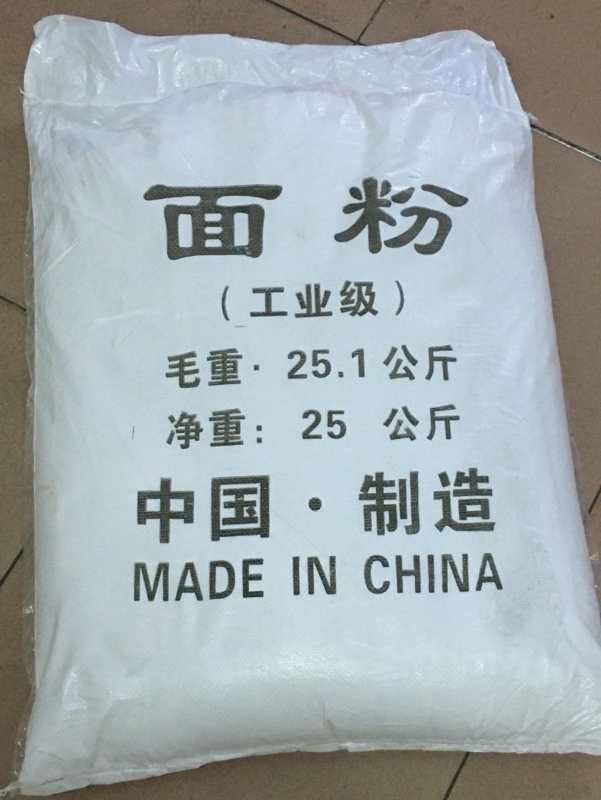 面粉
（工业级）
毛重· 25.1 公斤
净重: 25 公斤
中国·制造
MADE IN CHINA